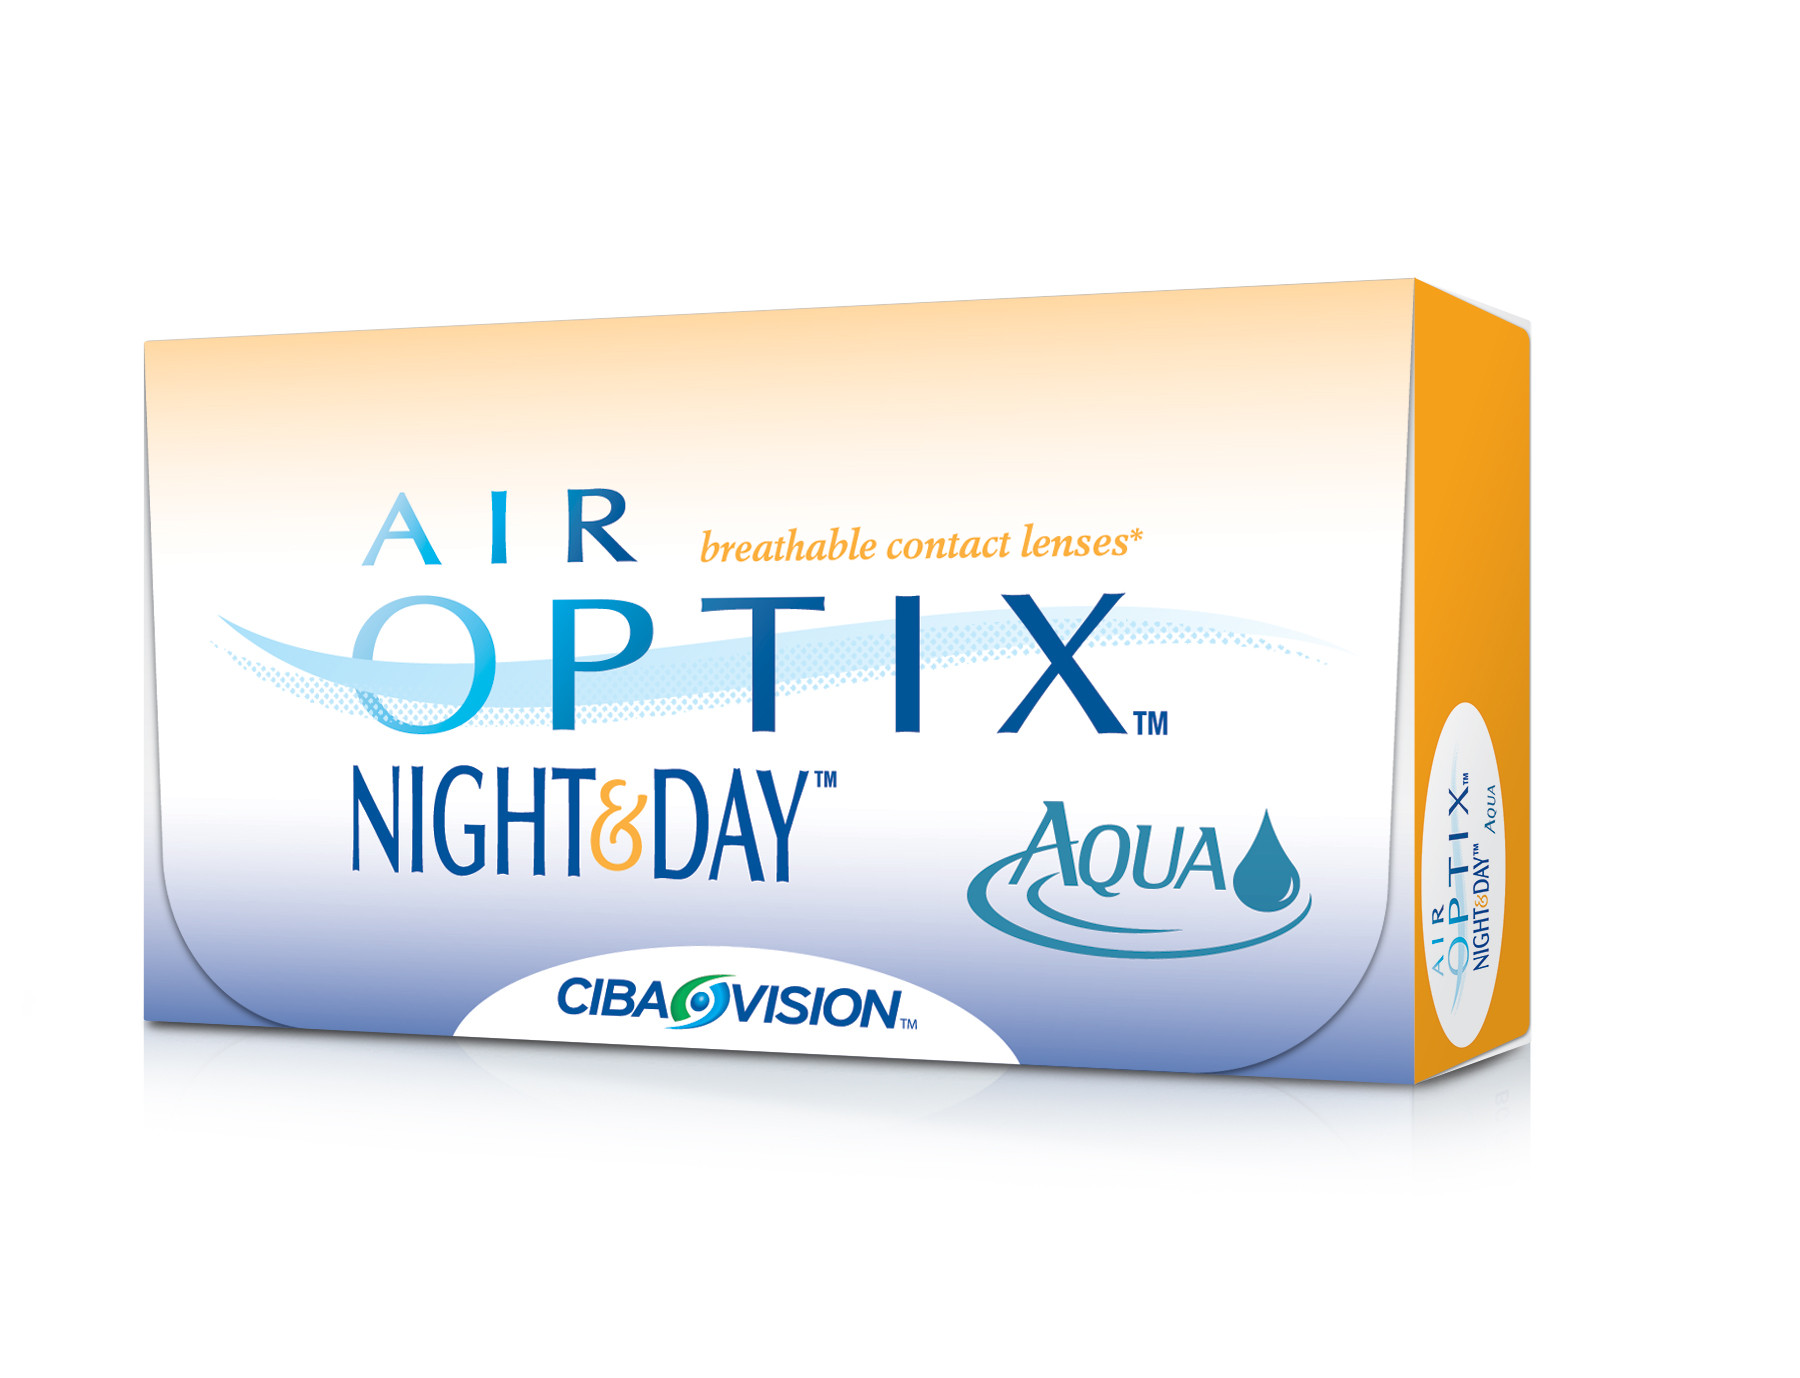 AIR
breathable contact lenses*
OPTIX™
NIGHT&DAY™
AQUA
CIBA VISION™
AIR
OPTIX™
NIGHT&DAY™
AQUA